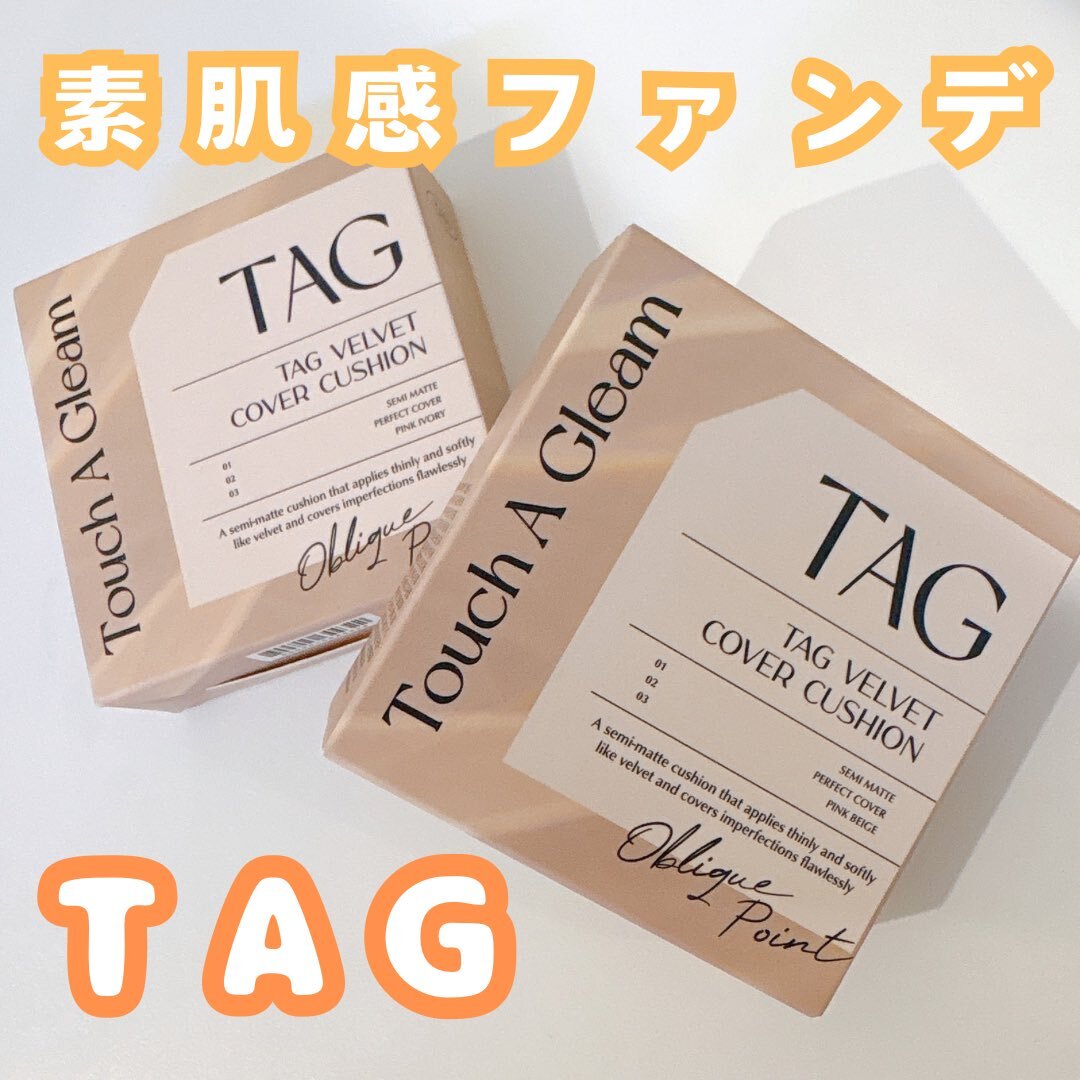 素肌感ファンデ
Touch A Gleam
TAG
TAG VELVET
COVER CUSHION
SEMI MATTE
PERFECT COVER
PINK IVORY
01
02
03
A semi-matte cushion that applies thinly and softly
like velvet and covers imperfections flawlessly
Oblique P
Touch A Gleam
TAG
TAG VELVET
COVER CUSHION
01
02
03
SEMI MATTE
PERFECT COVER
PINK BEIGE
A semi-matte cushion that applies thinly and softly
like velvet and covers imperfections flawlessly
Oblique
Point
TAG